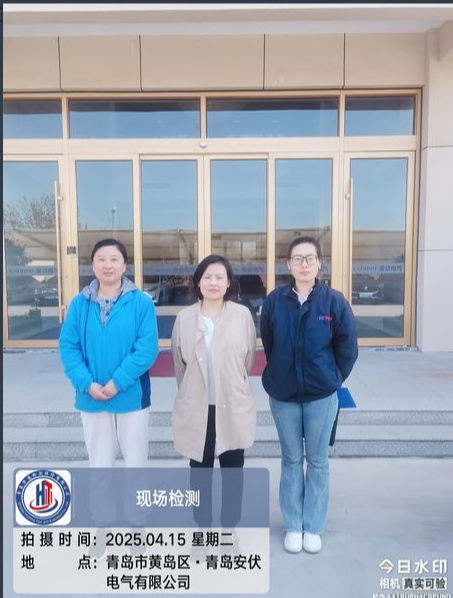 现场检测
拍摄时间：2025.04.15 星期二
地 点：青岛市黄岛区·青岛安伏
电气有限公司
今日水印
相机 真实可验